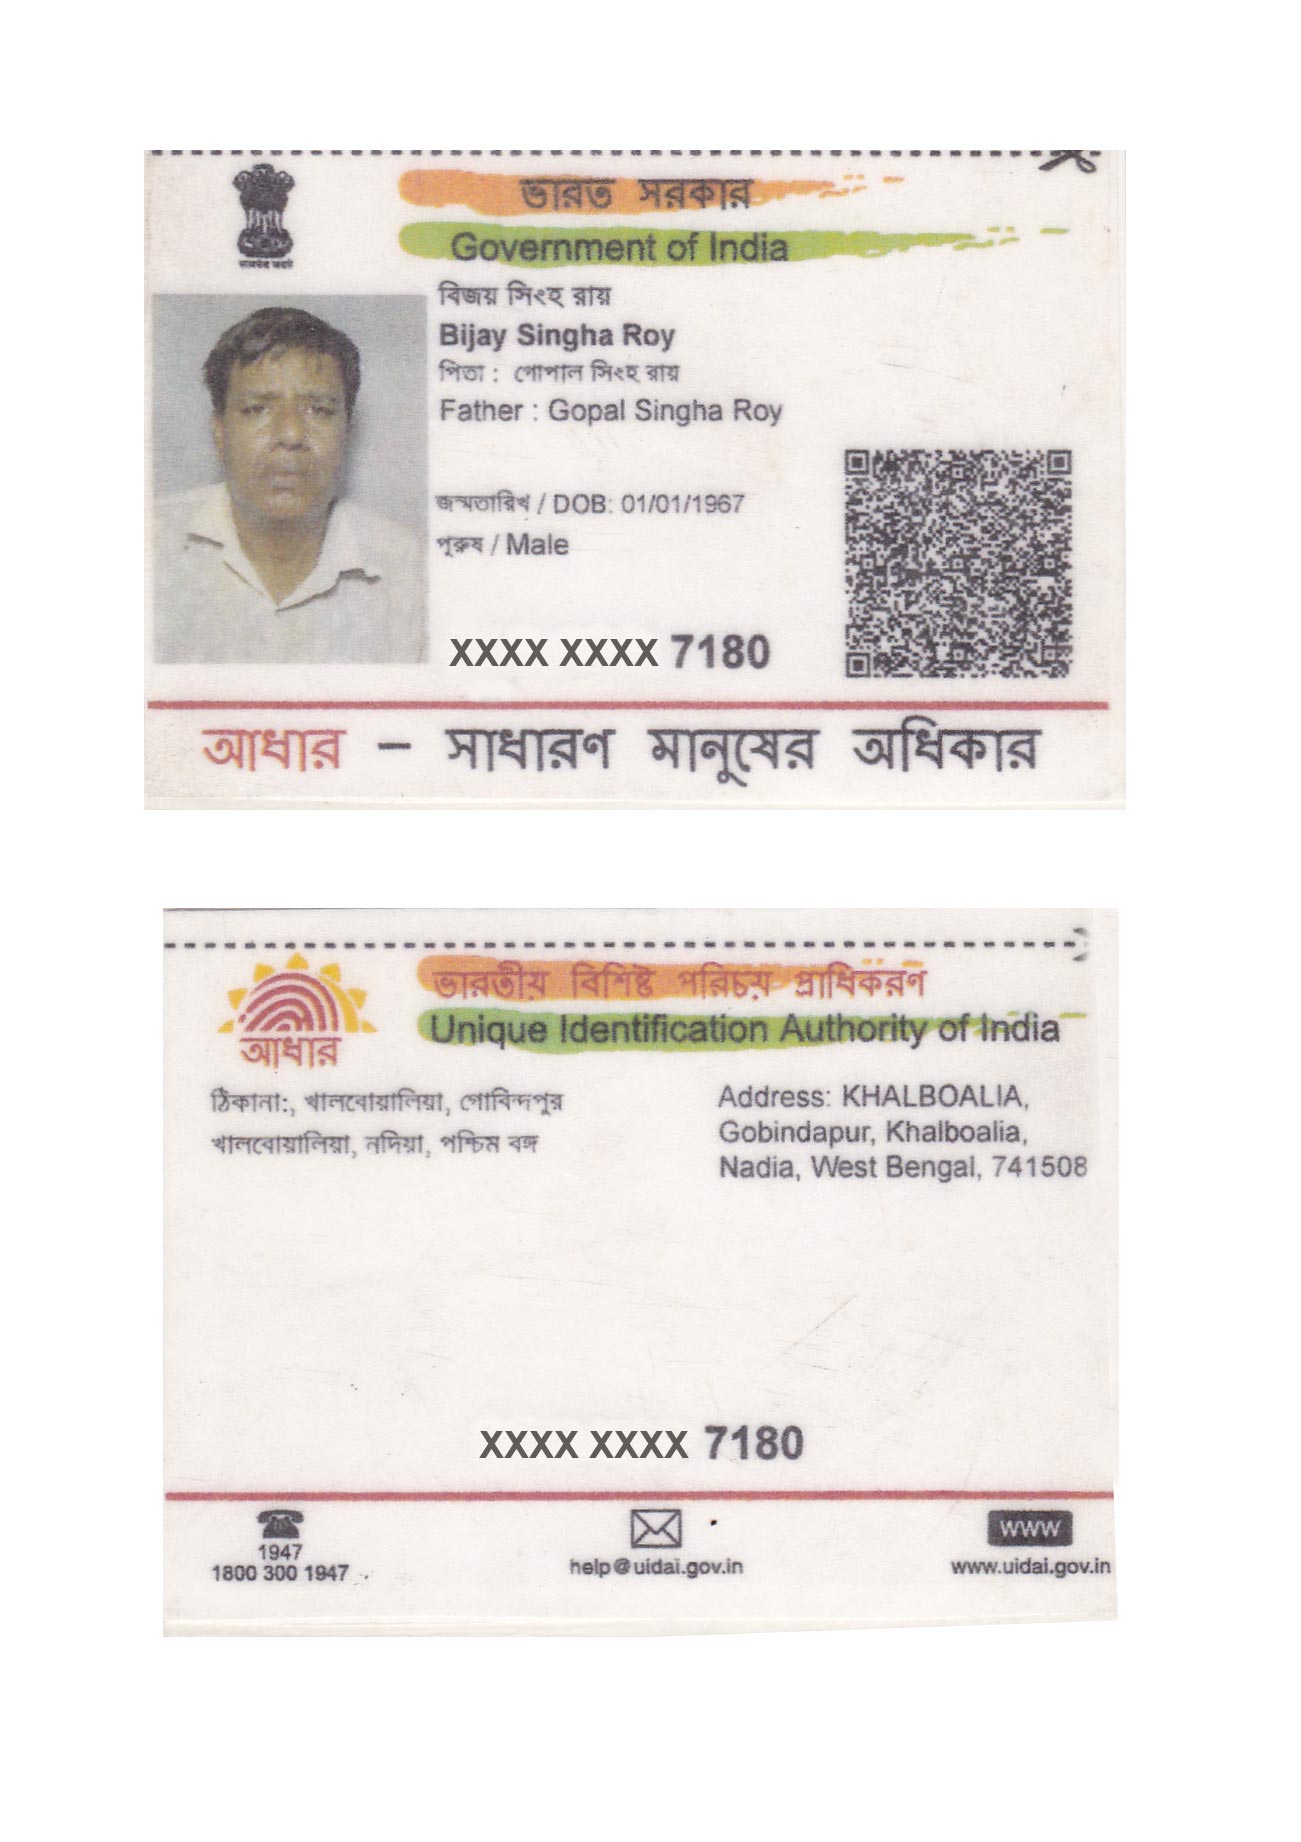 ভারত সরকার
Government of India
বিজয় সিংহ রায়
Bijay Singha Roy
পিতা : গোপাল সিংহ রায়
Father : Gopal Singha Roy
জন্মতারিখ / DOB: 01/01/1967
পুরুষ / Male
XXXX XXXX 7180
আধার – সাধারণ মানুষের অধিকার
ভারতীয় বিশিষ্ট পরিচয় প্রাধিকরণ
Unique Identification Authority of India
আধার
ঠিকানা:, খালবোয়ালিয়া, গোবিন্দপুর
খালবোয়ালিয়া, নদিয়া, পশ্চিম বঙ্গ
Address: KHALBOALIA,
Gobindapur, Khalboalia,
Nadia, West Bengal, 741508
XXXX XXXX 7180
1947
1800 300 1947
help@uidai.gov.in
WWW
www.uidai.gov.in